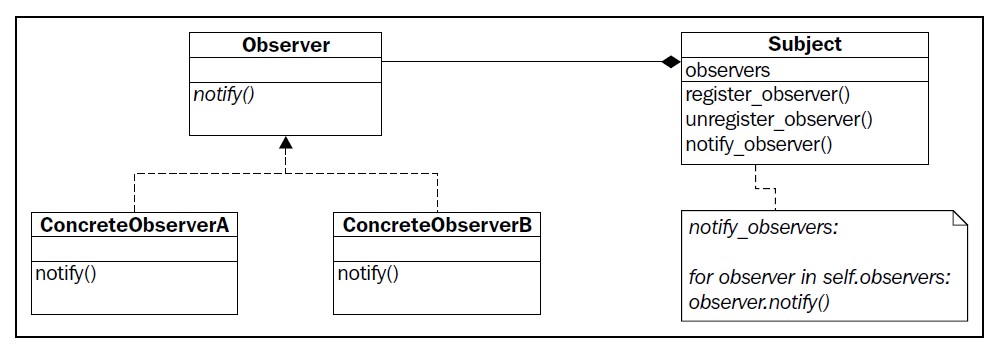 Observer
notify()
Subject
observers
register_observer()
unregister_observer()
notify_observer()
ConcreteObserverA
notify()
ConcreteObserverB
notify()
notify_observers:
for observer in self.observers:
observer.notify()